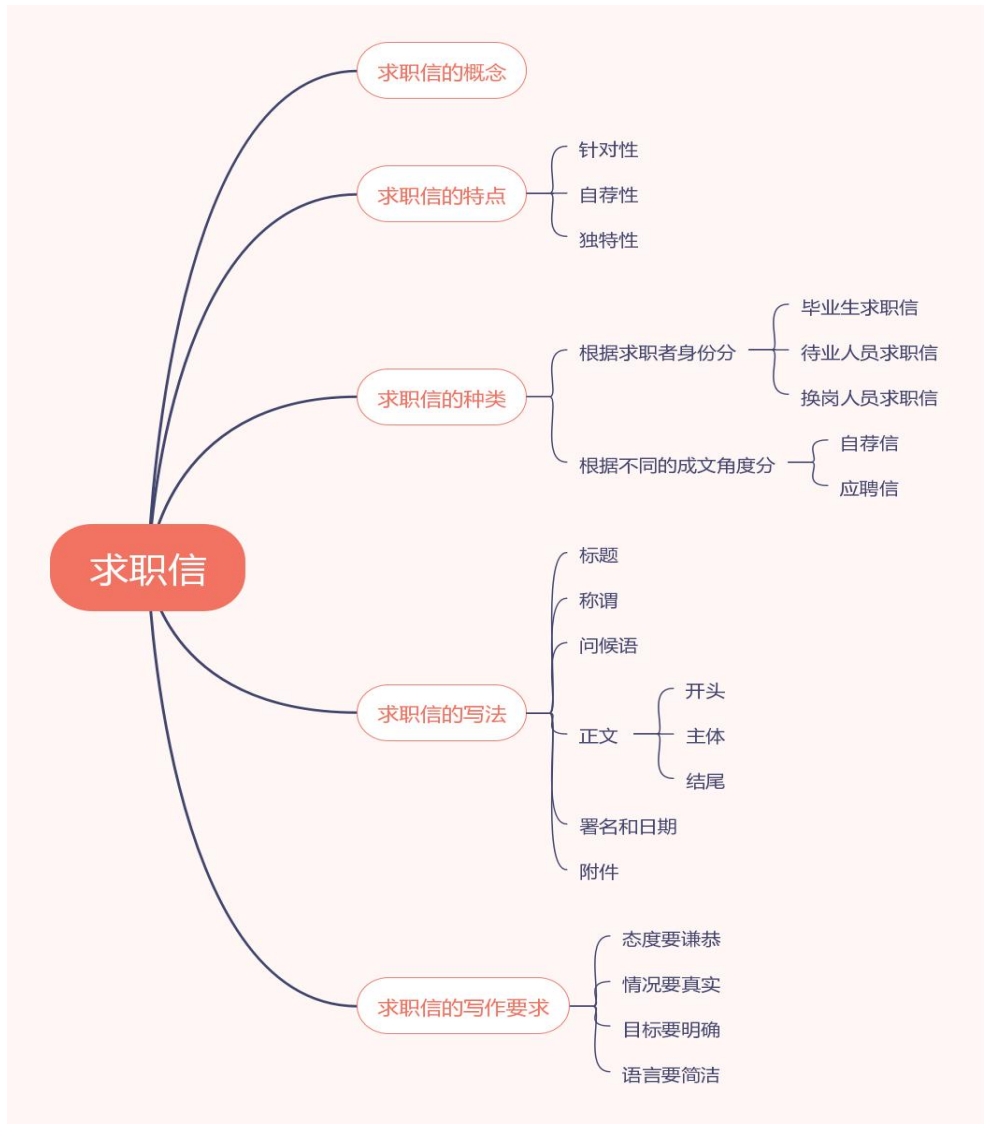 求职信的概念
求职信的特点
针对性
自荐性
独特性
求职信的种类
根据求职者身份分
毕业生求职信
待业人员求职信
换岗人员求职信
根据不同的成文角度分
自荐信
应聘信
求职信
求职信的写法
标题
称谓
问候语
正文
开头
主体
结尾
署名和日期
附件
求职信的写作要求
态度要谦恭
情况要真实
目标要明确
语言要简洁